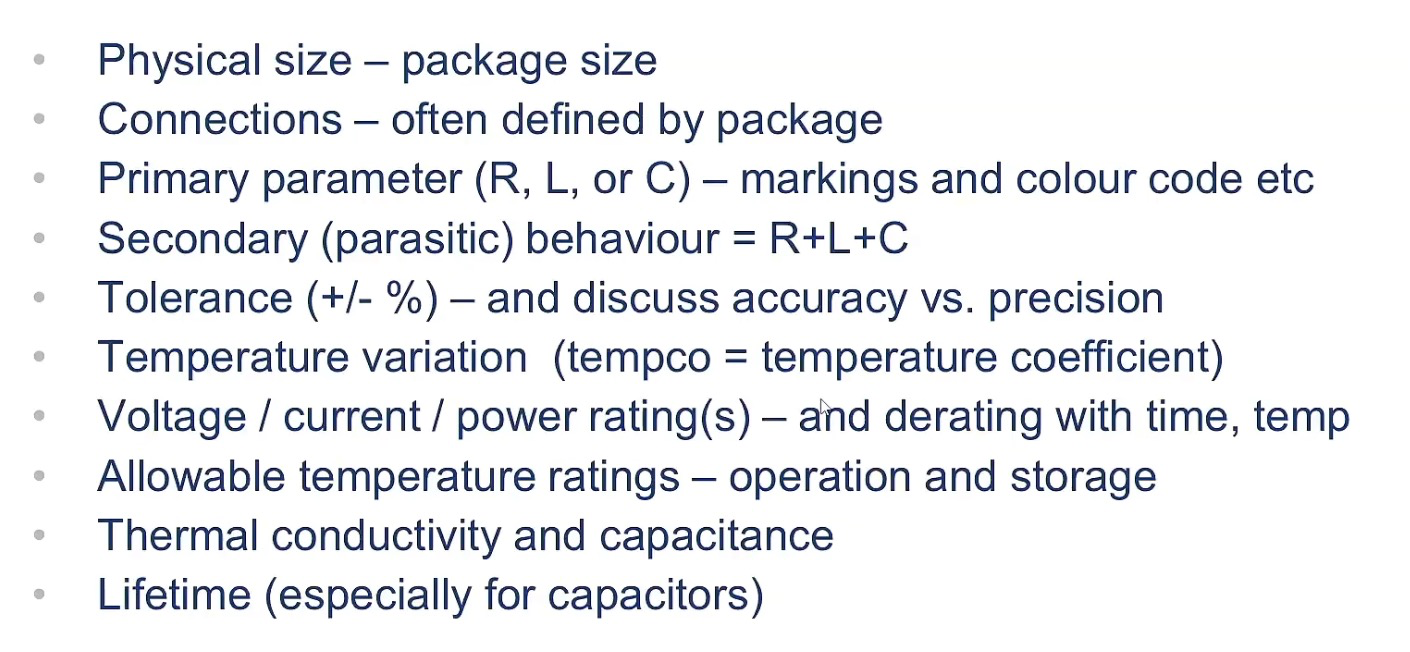 • Physical size – package size
• Connections – often defined by package
• Primary parameter (R, L, or C) – markings and colour code etc
• Secondary (parasitic) behaviour = R+L+C
• Tolerance (+/- %) – and discuss accuracy vs. precision
• Temperature variation  (tempco = temperature coefficient)
• Voltage / current / power rating(s) – and derating with time, temp
• Allowable temperature ratings – operation and storage
• Thermal conductivity and capacitance
• Lifetime (especially for capacitors)